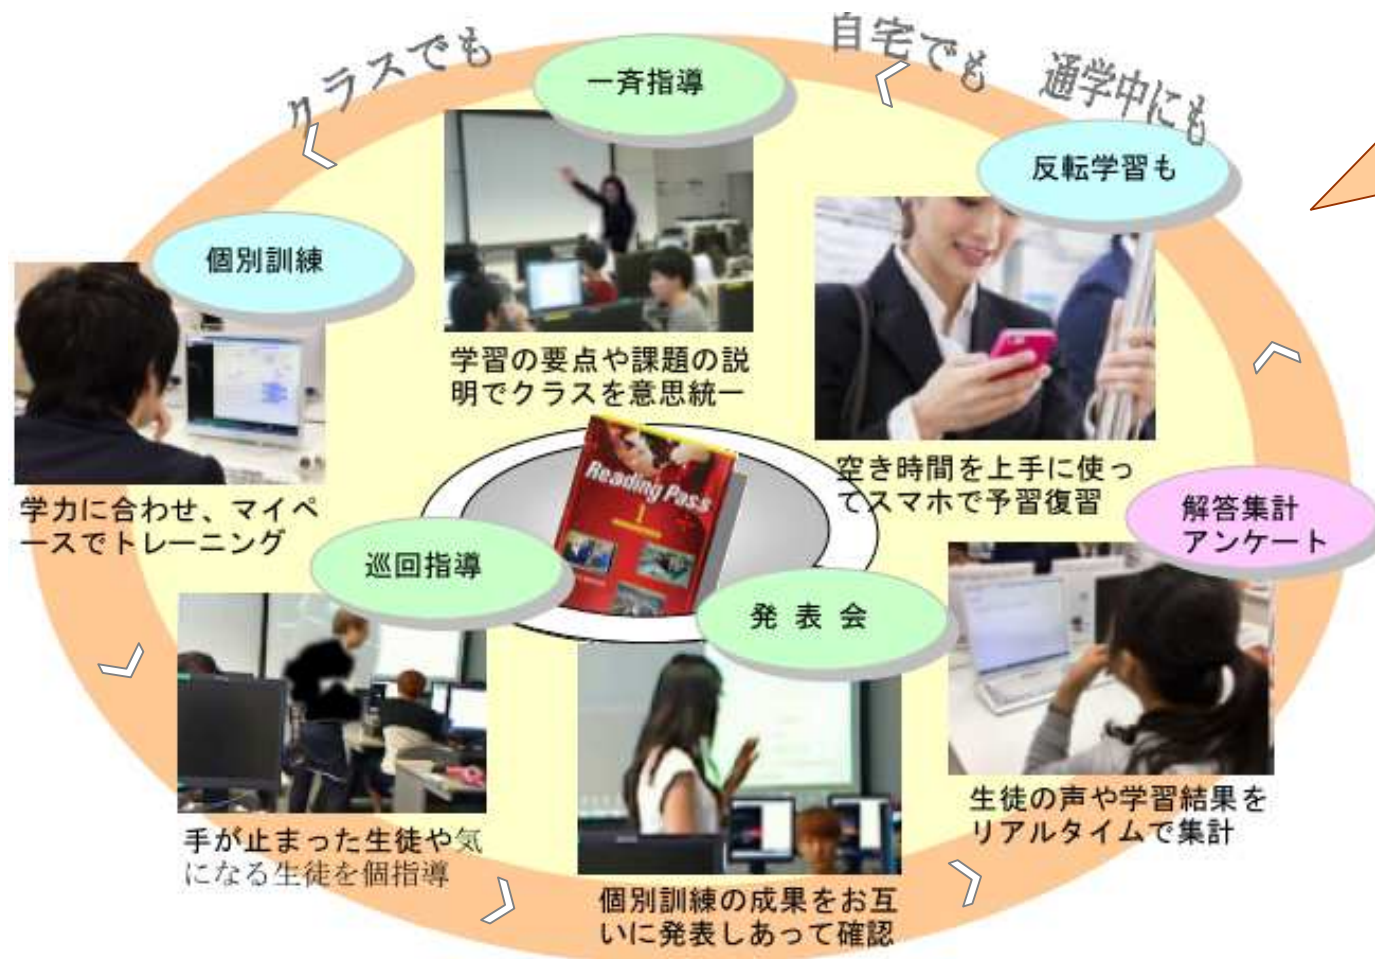 クラスでも
自宅でも 通学中にも
一斉指導
学習の要点や課題の説
明でクラスを意思統一
反転学習も
空き時間を上手に使っ
てスマホで予習復習
個別訓練
学力に合わせ、マイペ
ースでトレーニング
Reading Pass
1
解答集計
アンケート
生徒の声や学習結果を
リアルタイムで集計
巡回指導
手が止まった生徒や気
になる生徒を個指導
発 表 会
個別訓練の成果をお互
いに発表しあって確認